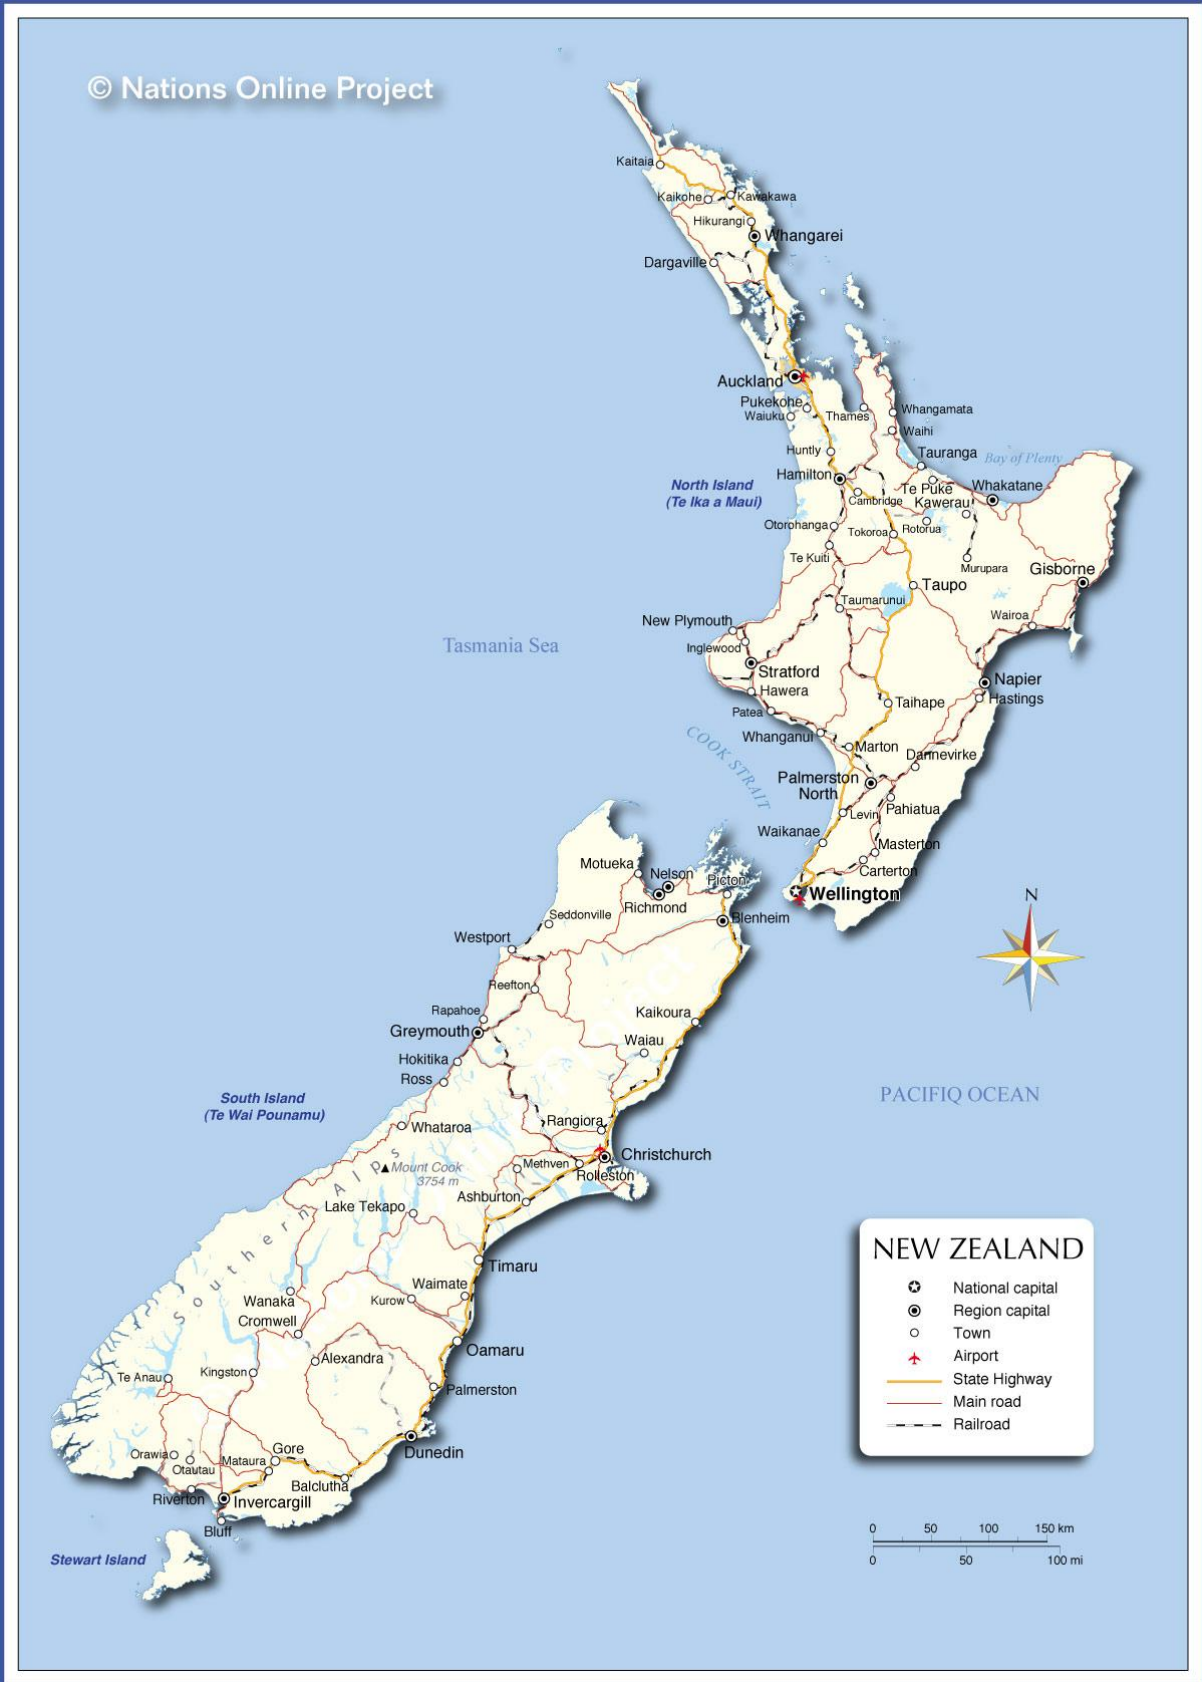 © Nations Online Project
Kaitaia
Kaikohe
Kawakawa
Hikurangi
Whangarei
Dargaville
Auckland
Pukekohe
Waiuku
Thames
Whangamata
Waihi
Huntly
Tauranga
Bay of Plenty
Hamilton
Te Puke
Whakatane
North Island
(Te Ika a Maui)
Cambridge
Kawerau
Otorohanga
Tokoroa
Rotorua
Te Kuiti
Murupara
Gisborne
Taupo
Taumarunui
New Plymouth
Wairoa
Tasmania Sea
Inglewood
Stratford
Napier
Hawera
Hastings
Taihape
Patea
Whanganui
COOK STRAIT
Marton
Dannevirke
Palmerston
North
Levin
Pahiatua
Waikanae
Masterton
Carterton
Motueka
Nelson
Picton
Wellington
Richmond
Blenheim
N
Seddonville
Westport
Reefton
Rapahoe
Kaikoura
Greymouth
Waiau
Hokitika
Ross
South Island
(Te Wai Pounamu)
PACIFIQ OCEAN
Rangiora
Whataroa
Christchurch
Southern Alps
Mount Cook
3754 m
Methven
Rolleston
Ashburton
Lake Tekapo
Timaru
Waimate
Wanaka
Kurow
Cromwell
Oamaru
Alexandra
Te Anau
Kingston
Palmerston
Dunedin
Orawia
Gore
Otautau
Mataura
Balclutha
Riverton
Invercargill
Bluff
Stewart Island
NEW ZEALAND
National capital
Region capital
Town
Airport
State Highway
Main road
Railroad
0 50 100 150 km
0 50 100 mi